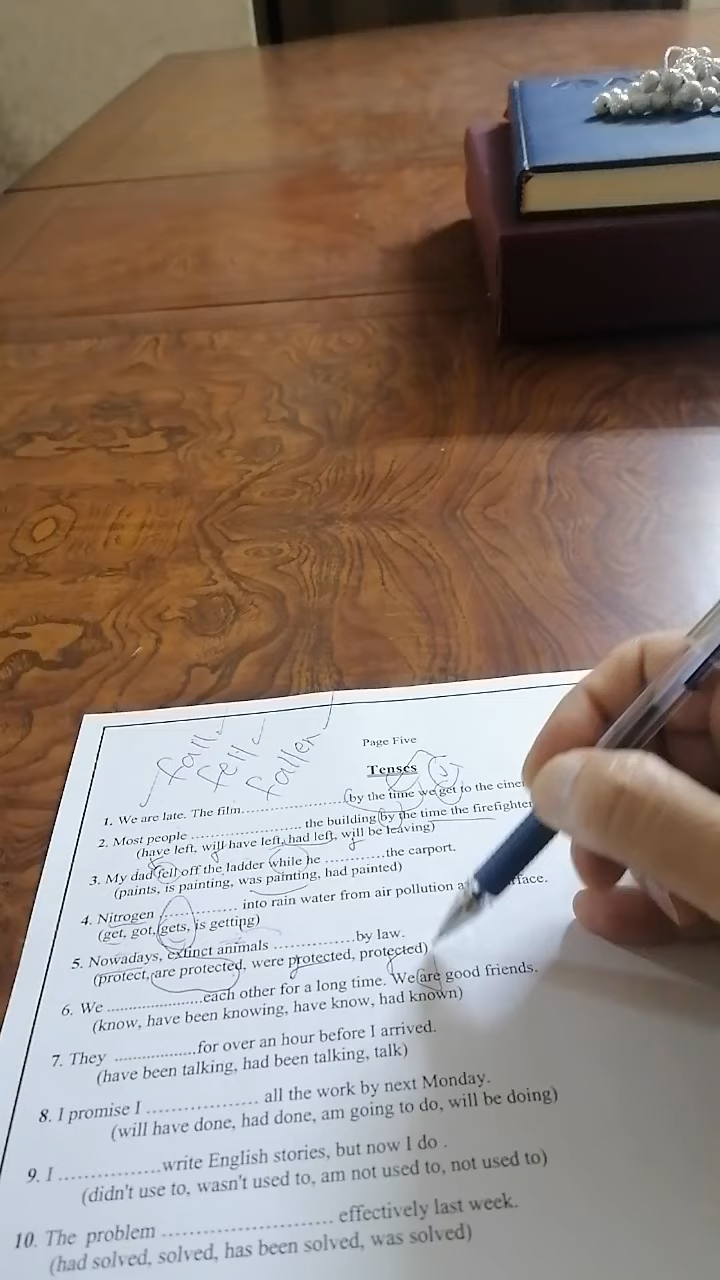 fall
fell
fallen
Page Five
Tenses
1. We are late. The film........................(by the time we get to the
2. Most people ........................ the building by the time the
(have left, will have left, had left, will be leaving)
3. My dad fell off the ladder while he ............the carport.
(paints, is painting, was painting, had painted)
4. Nitrogen ................ into rain water from air pollution
(get, got, gets, is getting)
5. Nowadays, extinct animals ................by law.
(protect, are protected, were protected, protected)
6. We ....................each other for a long time. We are good friends.
(know, have been knowing, have know, had known)
7. They .................for over an hour before I arrived.
(have been talking, had been talking, talk)
8. I promise I .................. all the work by next Monday.
(will have done, had done, am going to do, will be doing)
9. I ................write English stories, but now I do .
(didn't use to, wasn't used to, am not used to, not used to)
10. The problem ........................... effectively last week.
(had solved, solved, has been solved, was solved)